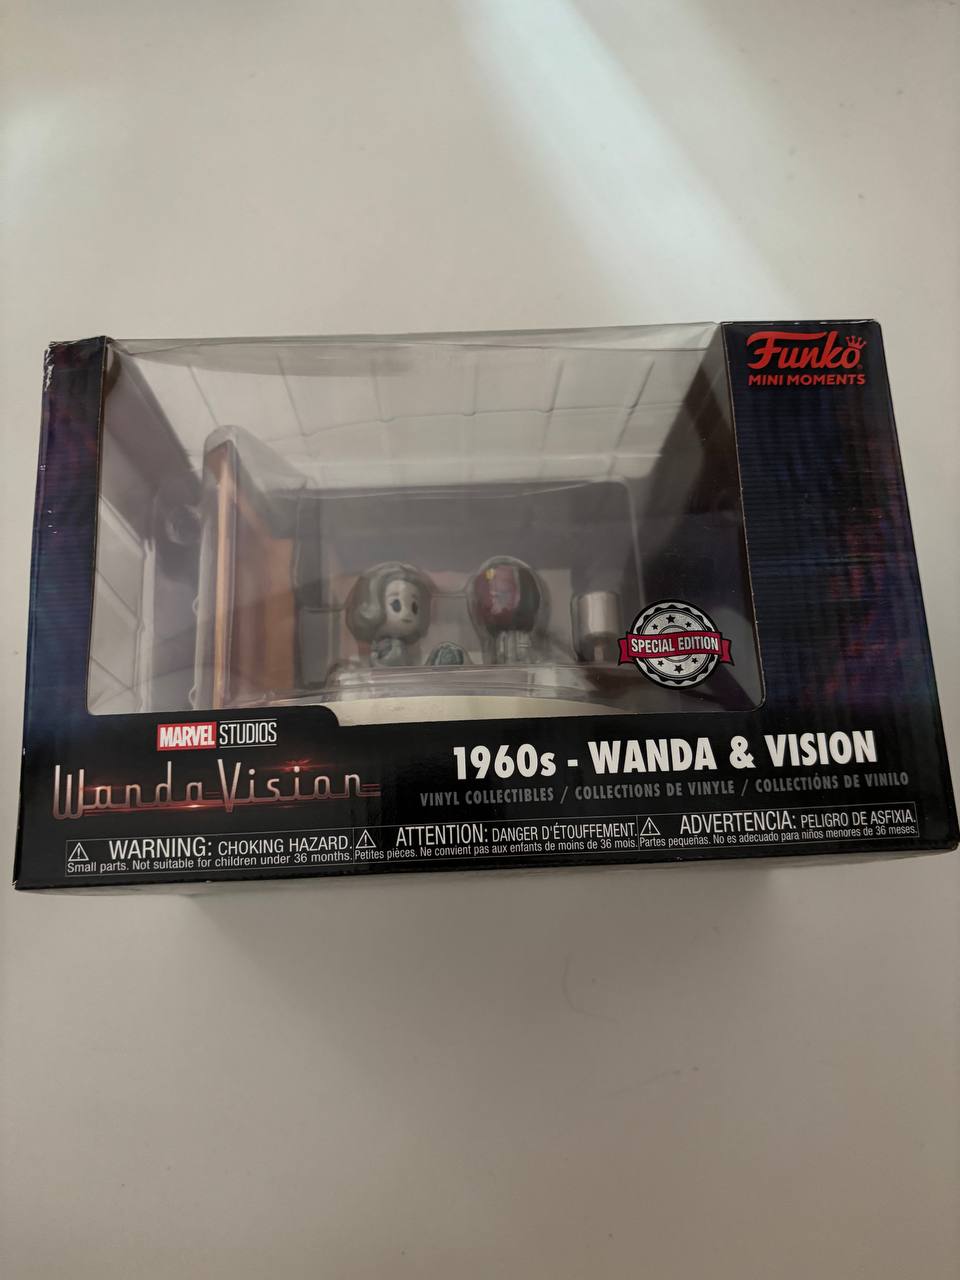 Funko
MINI MOMENTS
SPECIAL EDITION
MARVEL STUDIOS
WandaVision
1960s - WANDA & VISION
VINYL COLLECTIBLES / COLLECTIONS DE VINYLE / COLLECTIÓNS DE VINILO
WARNING: CHOKING HAZARD.
Small parts. Not suitable for children under 36 months.
ATTENTION: DANGER D'ÉTOUFFEMENT.
Petites pièces. Ne convient pas aux enfants de moins de 36 mois.
ADVERTENCIA: PELIGRO DE ASFIXIA.
Partes pequeñas. No es adecuado para niños menores de 36 meses.